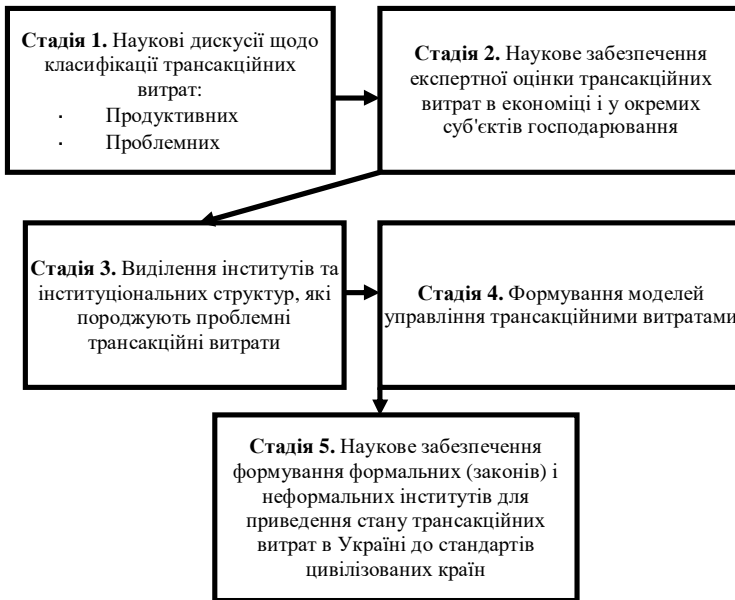 Стадія 1. Наукові дискусії щодо
класифікації трансакційних
витрат:
· Продуктивних
· Проблемних
Стадія 2. Наукове забезпечення
експертної оцінки трансакційних
витрат в економіці і у окремих
суб'єктів господарювання
Стадія 3. Виділення інститутів та
інституціональних структур, які
породжують проблемні
трансакційні витрати
Стадія 4. Формування моделей
управління трансакційними витратами
Стадія 5. Наукове забезпечення
формування формальних (законів) і
неформальних інститутів для
приведення стану трансакційних
витрат в Україні до стандартів
цивілізованих країн